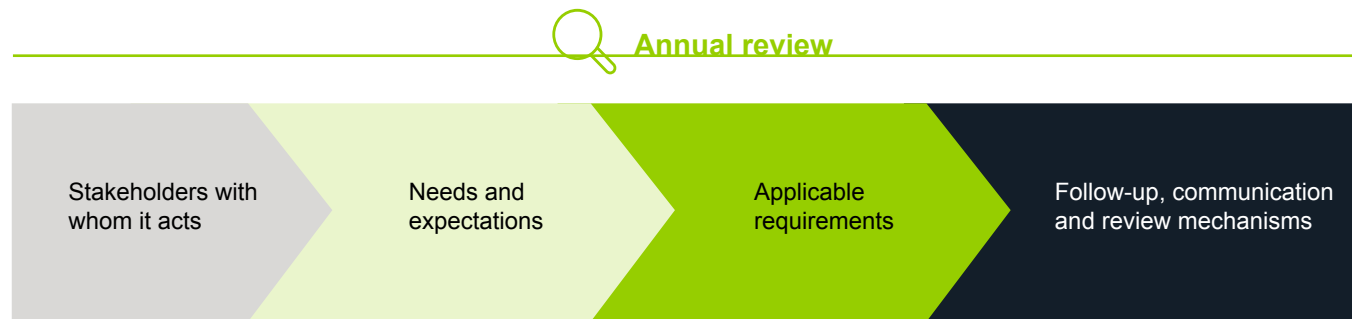 Annual review
Stakeholders with
whom it acts
Needs and
expectations
Applicable
requirements
Follow-up, communication
and review mechanisms